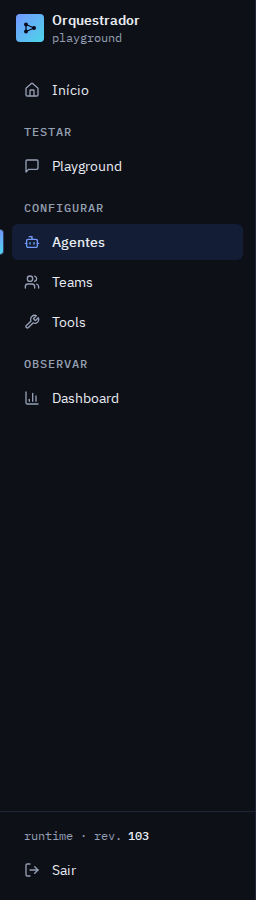 Orquestrador
playground
Início
TESTAR
Playground
CONFIGURAR
Agentes
Teams
Tools
OBSERVAR
Dashboard
runtime · rev. 103
Sair